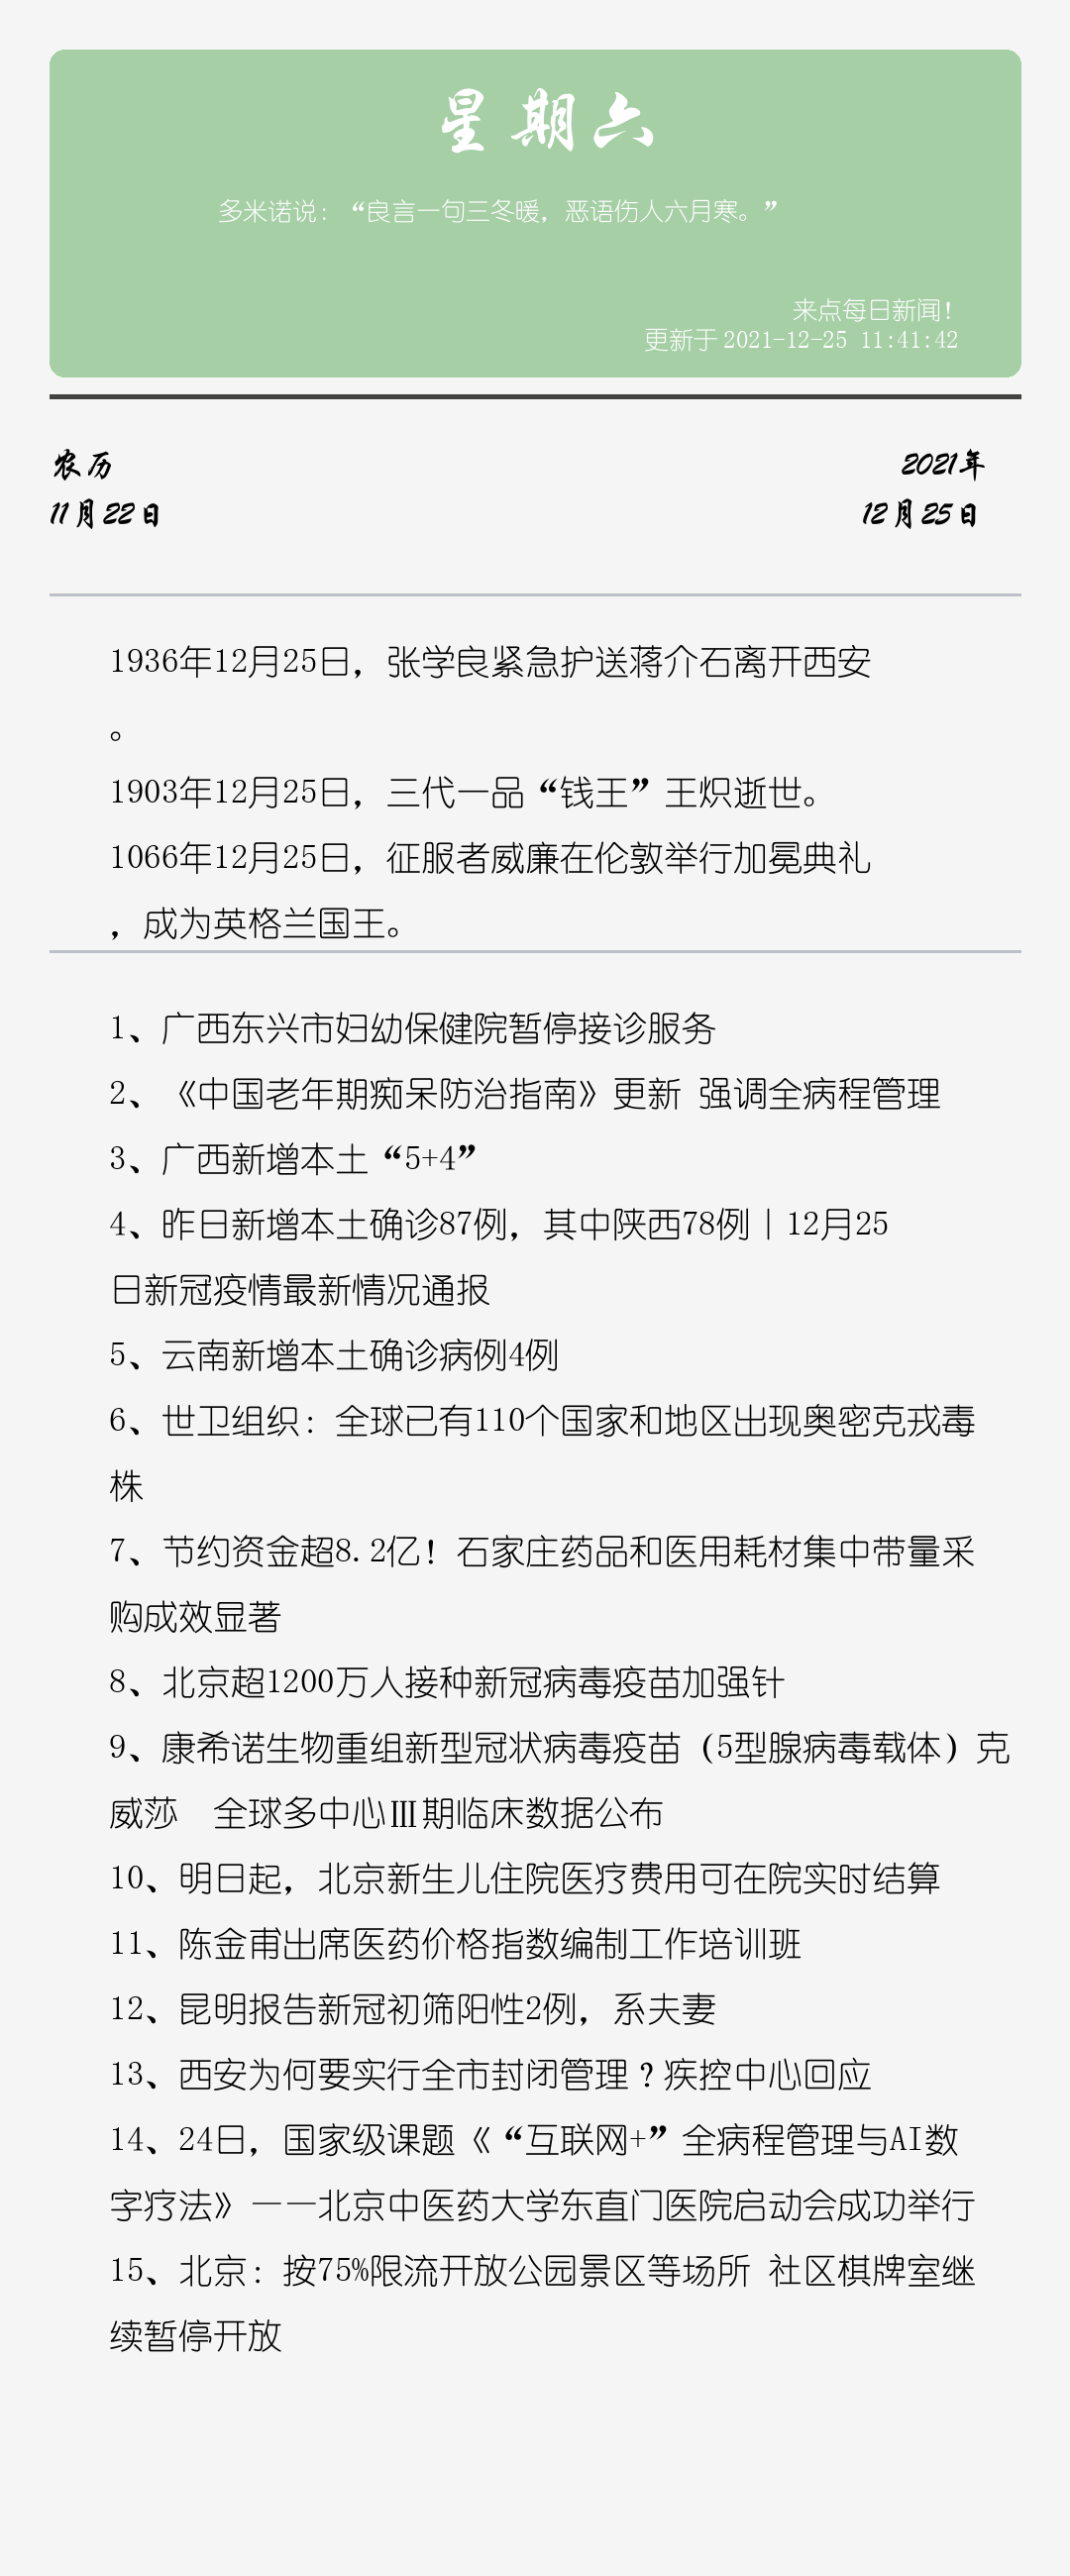 星期六
多米诺说：“良言一句三冬暖，恶语伤人六月寒。”
来点每日新闻！
更新于 2021-12-25 11:41:42
农历
2021年
11月22日
12月25日
1936年12月25日，张学良紧急护送蒋介石离开西安
。
1903年12月25日，三代一品“钱王”王炽逝世。
1066年12月25日，征服者威廉在伦敦举行加冕典礼
，成为英格兰国王。
1、广西东兴市妇幼保健院暂停接诊服务
2、《中国老年期痴呆防治指南》更新 强调全病程管理
3、广西新增本土“5+4”
4、昨日新增本土确诊87例，其中陕西78例丨12月25
日新冠疫情最新情况通报
5、云南新增本土确诊病例4例
6、世卫组织：全球已有110个国家和地区出现奥密克戎毒
株
7、节约资金超8.2亿！石家庄药品和医用耗材集中带量采
购成效显著
8、北京超1200万人接种新冠病毒疫苗加强针
9、康希诺生物重组新型冠状病毒疫苗（5型腺病毒载体）克
威莎　全球多中心Ⅲ期临床数据公布
10、明日起，北京新生儿住院医疗费用可在院实时结算
11、陈金甫出席医药价格指数编制工作培训班
12、昆明报告新冠初筛阳性2例，系夫妻
13、西安为何要实行全市封闭管理？疾控中心回应
14、24日，国家级课题《“互联网+”全病程管理与AI数
字疗法》——北京中医药大学东直门医院启动会成功举行
15、北京：按75%限流开放公园景区等场所 社区棋牌室继
续暂停开放